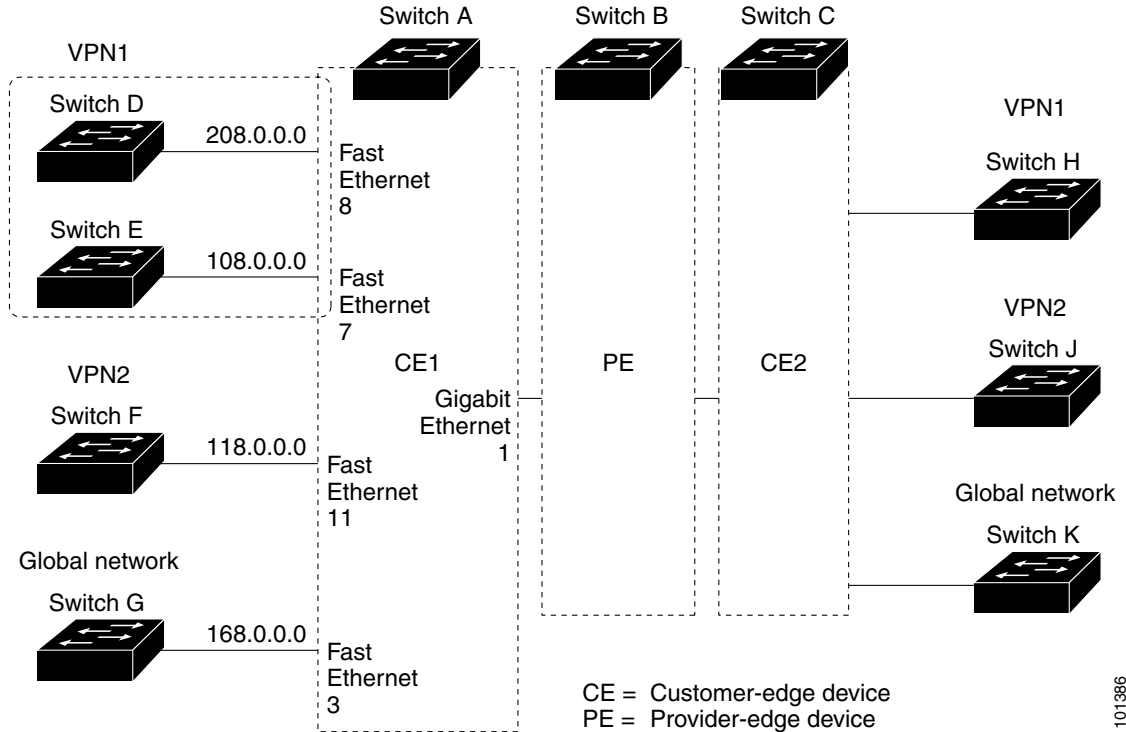 Switch A
Switch B
Switch C
VPN1
Switch D
208.0.0.0
Fast
Ethernet
8
Switch E
108.0.0.0
Fast
Ethernet
7
VPN2
Switch F
118.0.0.0
Fast
Ethernet
11
Global network
Switch G
168.0.0.0
Fast
Ethernet
3
CE1
Gigabit
Ethernet
1
PE
CE2
VPN1
Switch H
VPN2
Switch J
Global network
Switch K
CE = Customer-edge device
PE = Provider-edge device
101386